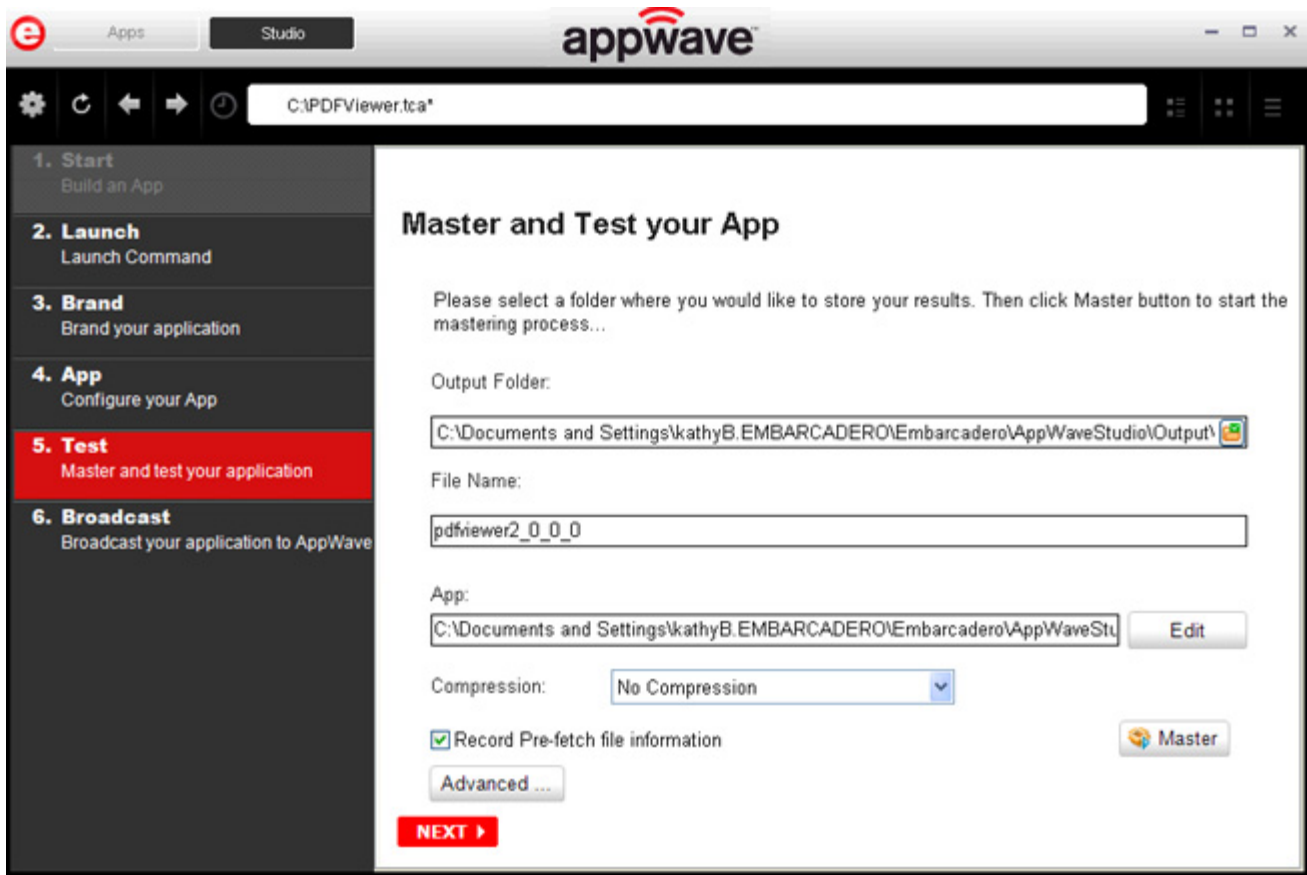 e Apps Studio appwave
C:\PDFViewer.tca*
1. Start
Build an App
2. Launch
Launch Command
3. Brand
Brand your application
4. App
Configure your App
5. Test
Master and test your application
6. Broadcast
Broadcast your application to AppWave
Master and Test your App
Please select a folder where you would like to store your results. Then click Master button to start the
mastering process...
Output Folder:
C:\Documents and Settings\kathyB.EMBARCADERO\Embarcadero\AppWaveStudio\Output\
File Name:
pdfviewer2_0_0_0
App:
C:\Documents and Settings\kathyB.EMBARCADERO\Embarcadero\AppWaveStu
Edit
Compression: No Compression
Record Pre-fetch file information
Master
Advanced ...
NEXT